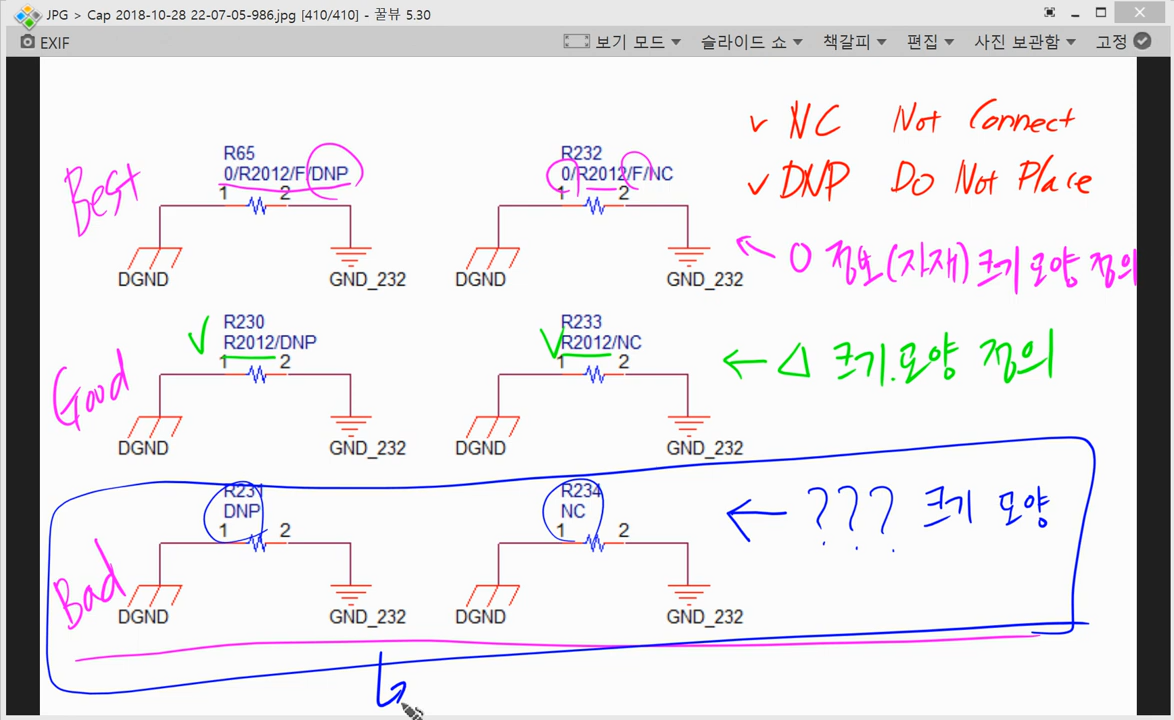 JPG > Cap 2018-10-28 22-07-05-986.jpg [410/410] - 꿀뷰 5.30
EXIF 보기 모드 슬라이드 쇼 책갈피 편집 사진 보관함 고정
NC Not Connect
DNP Do Not Place
Best
R65
0/R2012/F/DNP
1 2
DGND GND_232
R232
0/R2012/F/NC
1 2
DGND GND_232
← O 정보(자재) 크기 모양 정의
Good
R230
R2012/DNP
1 2
DGND GND_232
R233
R2012/NC
1 2
DGND GND_232
← △ 크기.모양 정의
Bad
R231
DNP
1 2
DGND GND_232
R234
NC
1 2
DGND GND_232
← ??? 크기 모양